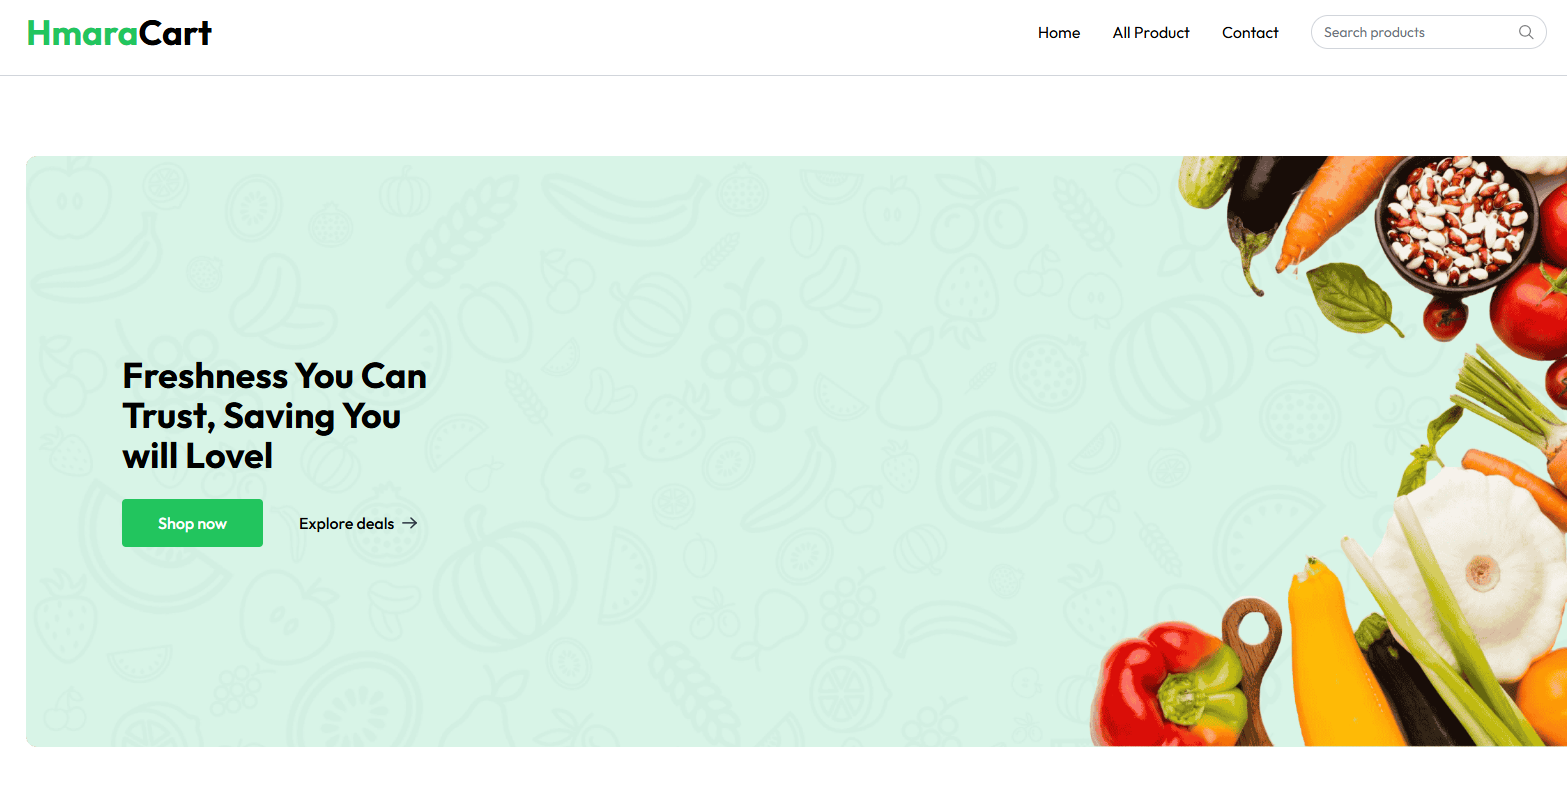 HmaraCart
Home
All Product
Contact
Search products
Freshness You Can
Trust, Saving You
will Lovel
Shop now
Explore deals